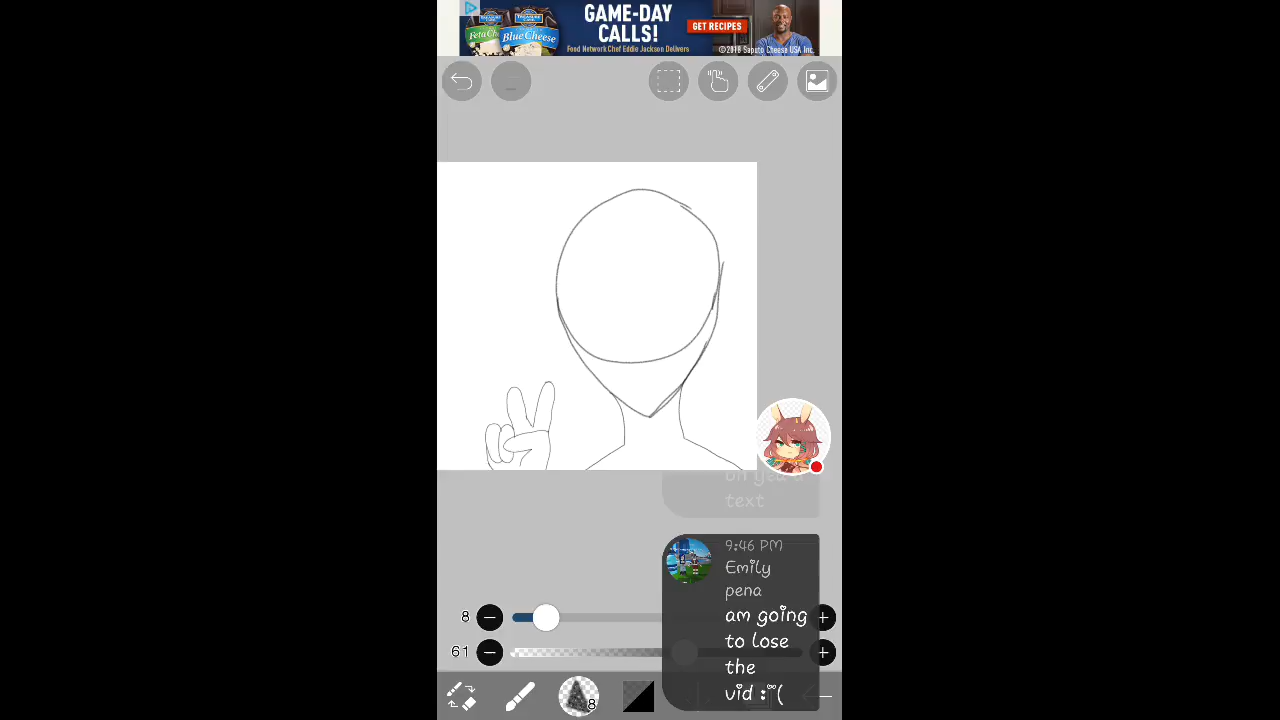 GAME-DAY
CALLS!
Food Network Chef Eddie Jackson Delivers
GET RECIPES
©2018 Saputo Cheese USA Inc.
Feta
Blue Cheese
text
9:46 PM
Emily
pena
am going
to lose
the
vid :"(
8
61
8